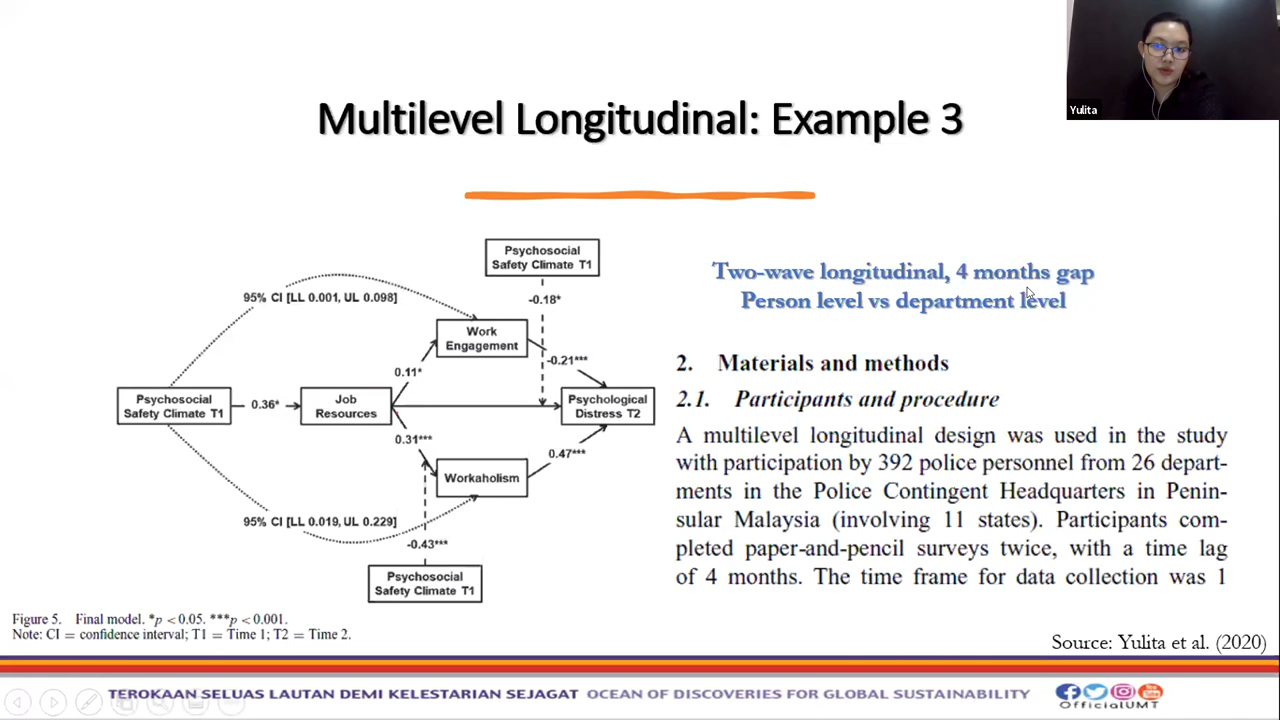 Yulita
Multilevel Longitudinal: Example 3
Psychosocial
Safety Climate T1
-0.18*
95% CI [LL 0.001, UL 0.098]
Work
Engagement
-0.21***
0.11*
Psychosocial
Safety Climate T1
0.36*
Job
Resources
Psychological
Distress T2
0.31***
0.47***
Workaholism
95% CI [LL 0.019, UL 0.229]
-0.43***
Psychosocial
Safety Climate T1
Figure 5. Final model. *p < 0.05. ***p < 0.001.
Note: CI = confidence interval; T1 = Time 1; T2 = Time 2.
Two-wave longitudinal, 4 months gap
Person level vs department level
2. Materials and methods
2.1. Participants and procedure
A multilevel longitudinal design was used in the study
with participation by 392 police personnel from 26 depart-
ments in the Police Contingent Headquarters in Penin-
sular Malaysia (involving 11 states). Participants com-
pleted paper-and-pencil surveys twice, with a time lag
of 4 months. The time frame for data collection was 1
Source: Yulita et al. (2020)
TEROKAAN SELUAS LAUTAN DEMI KELESTARIAN SEJAGAT OCEAN OF DISCOVERIES FOR GLOBAL SUSTAINABILITY
OfficialUMT